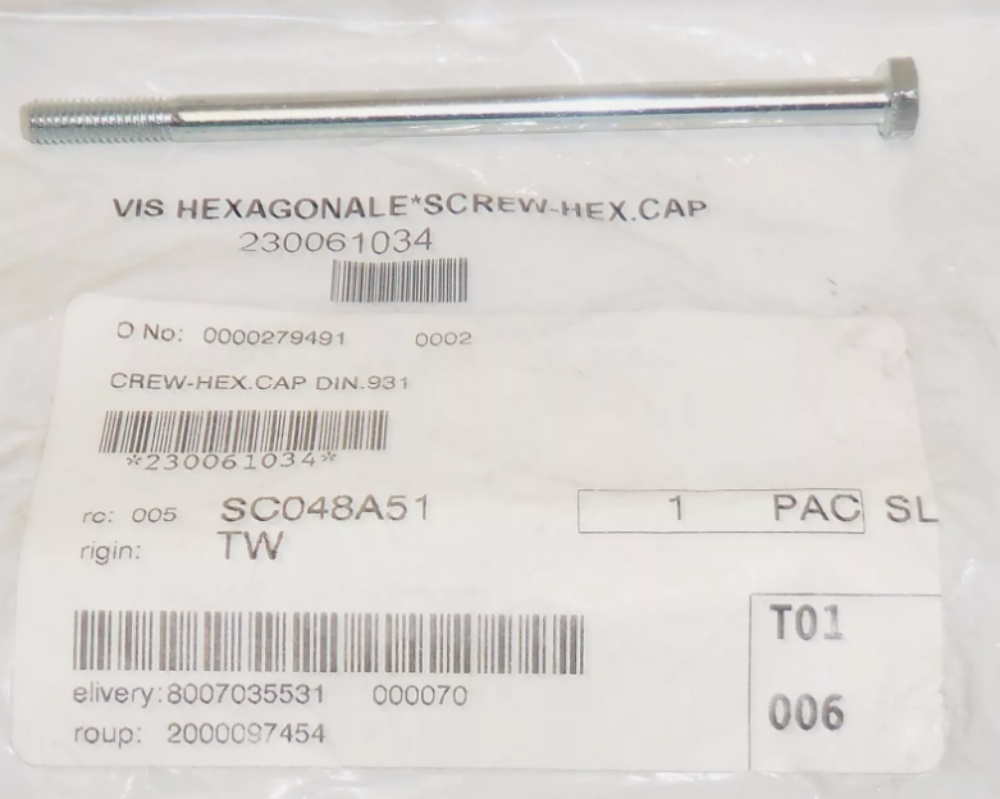 VIS HEXAGONALE*SCREW-HEX.CAP
230061034
O No: 0000279491 0002
CREW-HEX.CAP DIN.931
*230061034*
rc: 005 SC048A51 1 PAC SL
rigin: TW
T01
elivery:8007035531 000070
006
roup: 2000097454